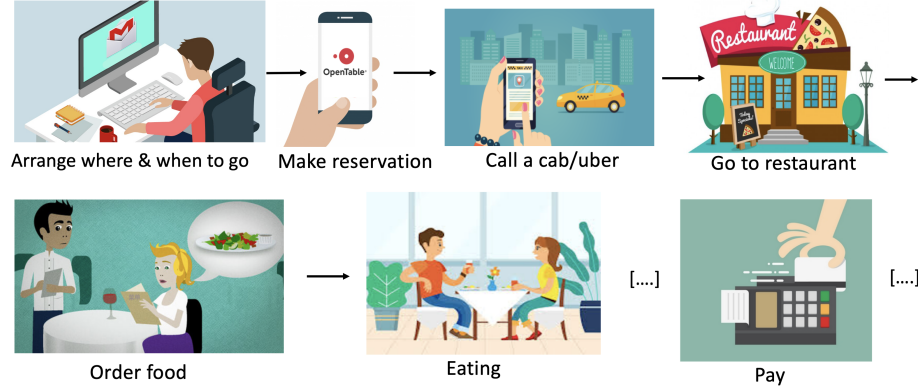 OpenTable
Restaurant
WELCOME
Arrange where & when to go
Make reservation
Call a cab/uber
Go to restaurant
[....]
[....]
Order food
Eating
Pay